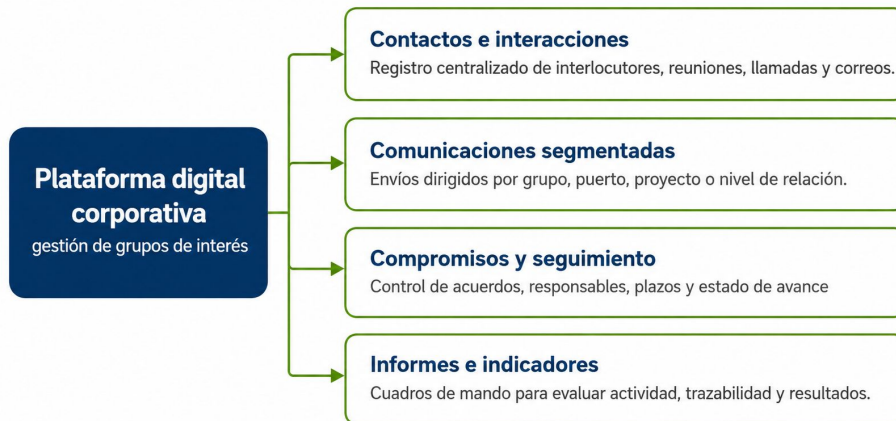 Plataforma digital
corporativa
gestión de grupos de interés
Contactos e interacciones
Registro centralizado de interlocutores, reuniones, llamadas y correos.
Comunicaciones segmentadas
Envíos dirigidos por grupo, puerto, proyecto o nivel de relación.
Compromisos y seguimiento
Control de acuerdos, responsables, plazos y estado de avance
Informes e indicadores
Cuadros de mando para evaluar actividad, trazabilidad y resultados.